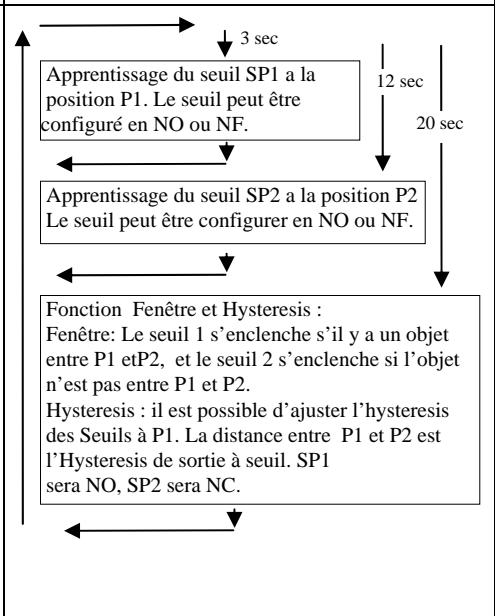 3 sec
Apprentissage du seuil SP1 a la
position P1. Le seuil peut être
configuré en NO ou NF.
12 sec
20 sec
Apprentissage du seuil SP2 a la position P2
Le seuil peut être configurer en NO ou NF.
Fonction Fenêtre et Hysteresis :
Fenêtre: Le seuil 1 s’enclenche s’il y a un objet
entre P1 etP2, et le seuil 2 s’enclenche si l’objet
n’est pas entre P1 et P2.
Hysteresis : il est possible d’ajuster l’hysteresis
des Seuils à P1. La distance entre P1 et P2 est
l’Hysteresis de sortie à seuil. SP1
sera NO, SP2 sera NC.